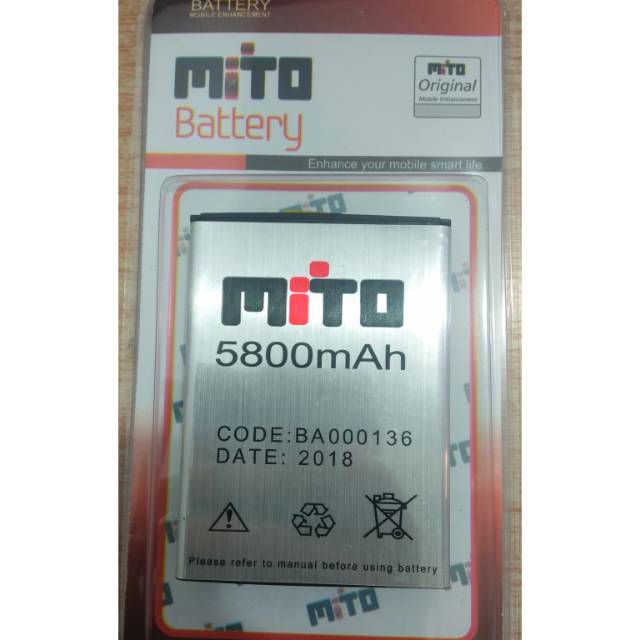 BATTERY
MOBILE ENHANCEMENT
MiTO
Battery
MiTO
Original
Mobile Enhancement
Enhance your mobile smart life
MiTO
5800mAh
CODE:BA000136
DATE: 2018
Please refer to manual before using battery
MiTO